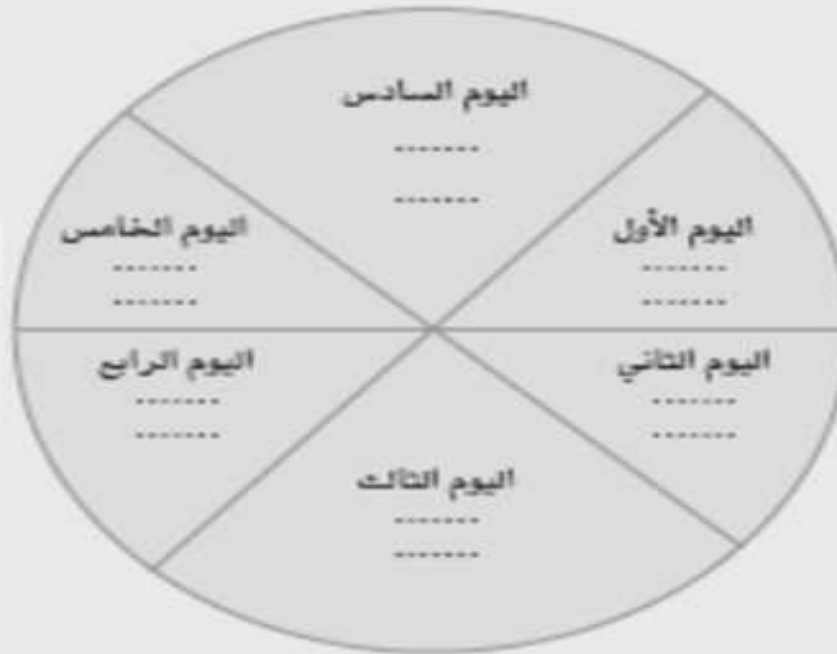 اليوم السادس
-------
-------
اليوم الأول
-------
-------
اليوم الخامس
-------
-------
اليوم الثاني
-------
-------
اليوم الرابع
-------
-------
اليوم الثالث
-------
-------